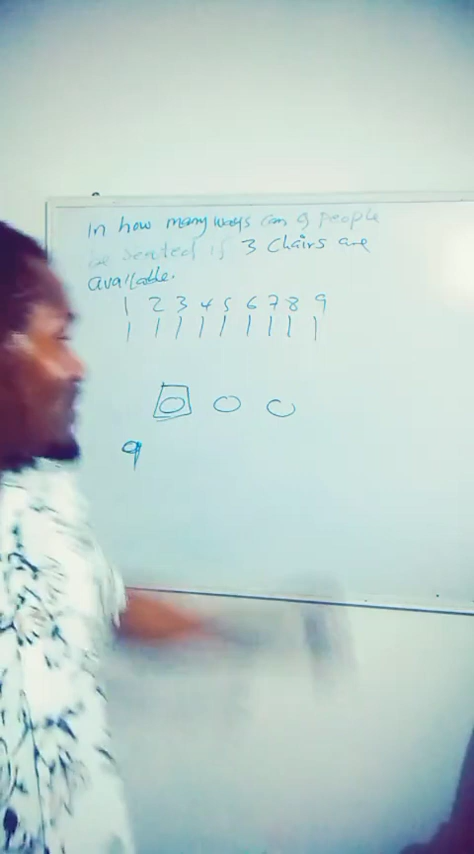 In how many ways can 9 people
be seated if 3 chairs are
available.
1 2 3 4 5 6 7 8 9
9